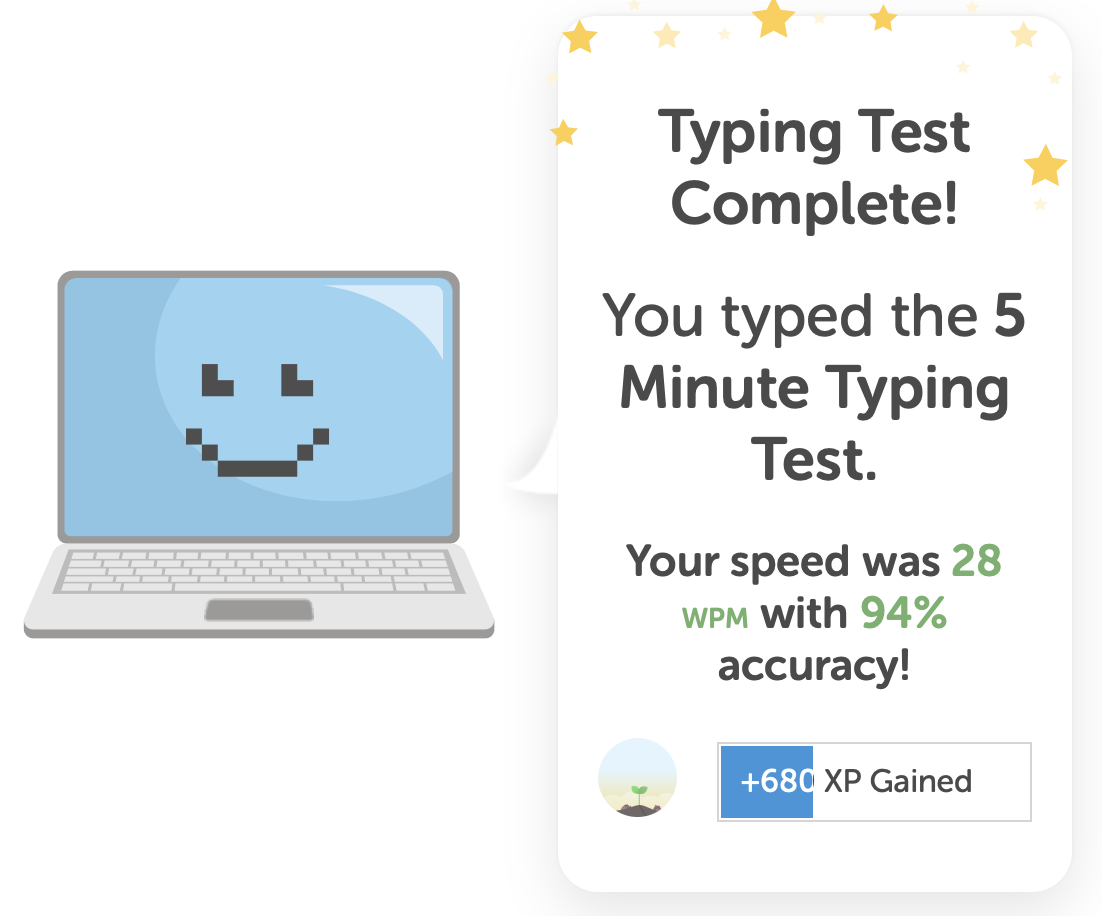 Typing Test
Complete!
You typed the 5
Minute Typing
Test.
Your speed was 28
WPM with 94%
accuracy!
+680 XP Gained